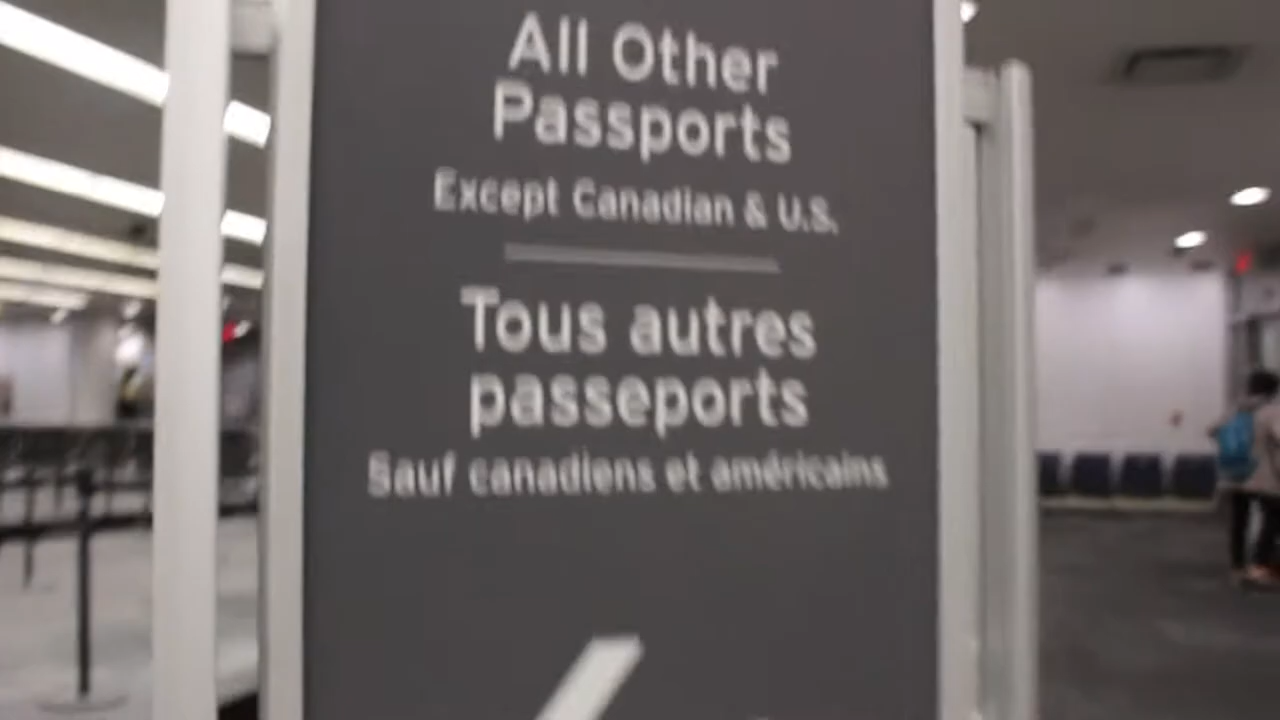 All Other
Passports
Except Canadian & U.S.
Tous autres
passeports
Sauf canadiens et américains